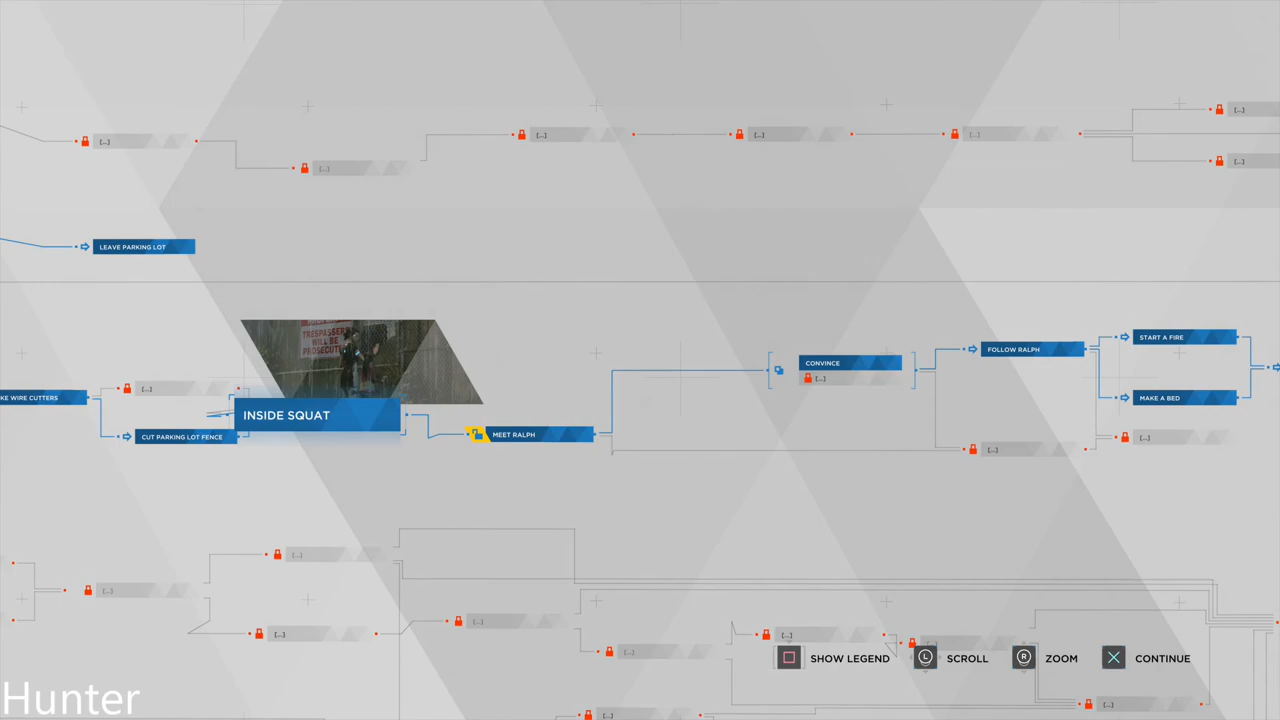 [...]
[...]
[...]
[...]
[...]
[...]
[...]
LEAVE PARKING LOT
TRESPASSERS
WILL BE
PROSECUTE
START A FIRE
FOLLOW RALPH
CONVINCE
[...]
[...]
KE WIRE CUTTERS
MAKE A BED
INSIDE SQUAT
CUT PARKING LOT FENCE
MEET RALPH
[...]
[...]
[...]
[...]
[...]
[...]
[...]
[...]
SHOW LEGEND
L SCROLL
R ZOOM
CONTINUE
Hunter
[...]
[...]